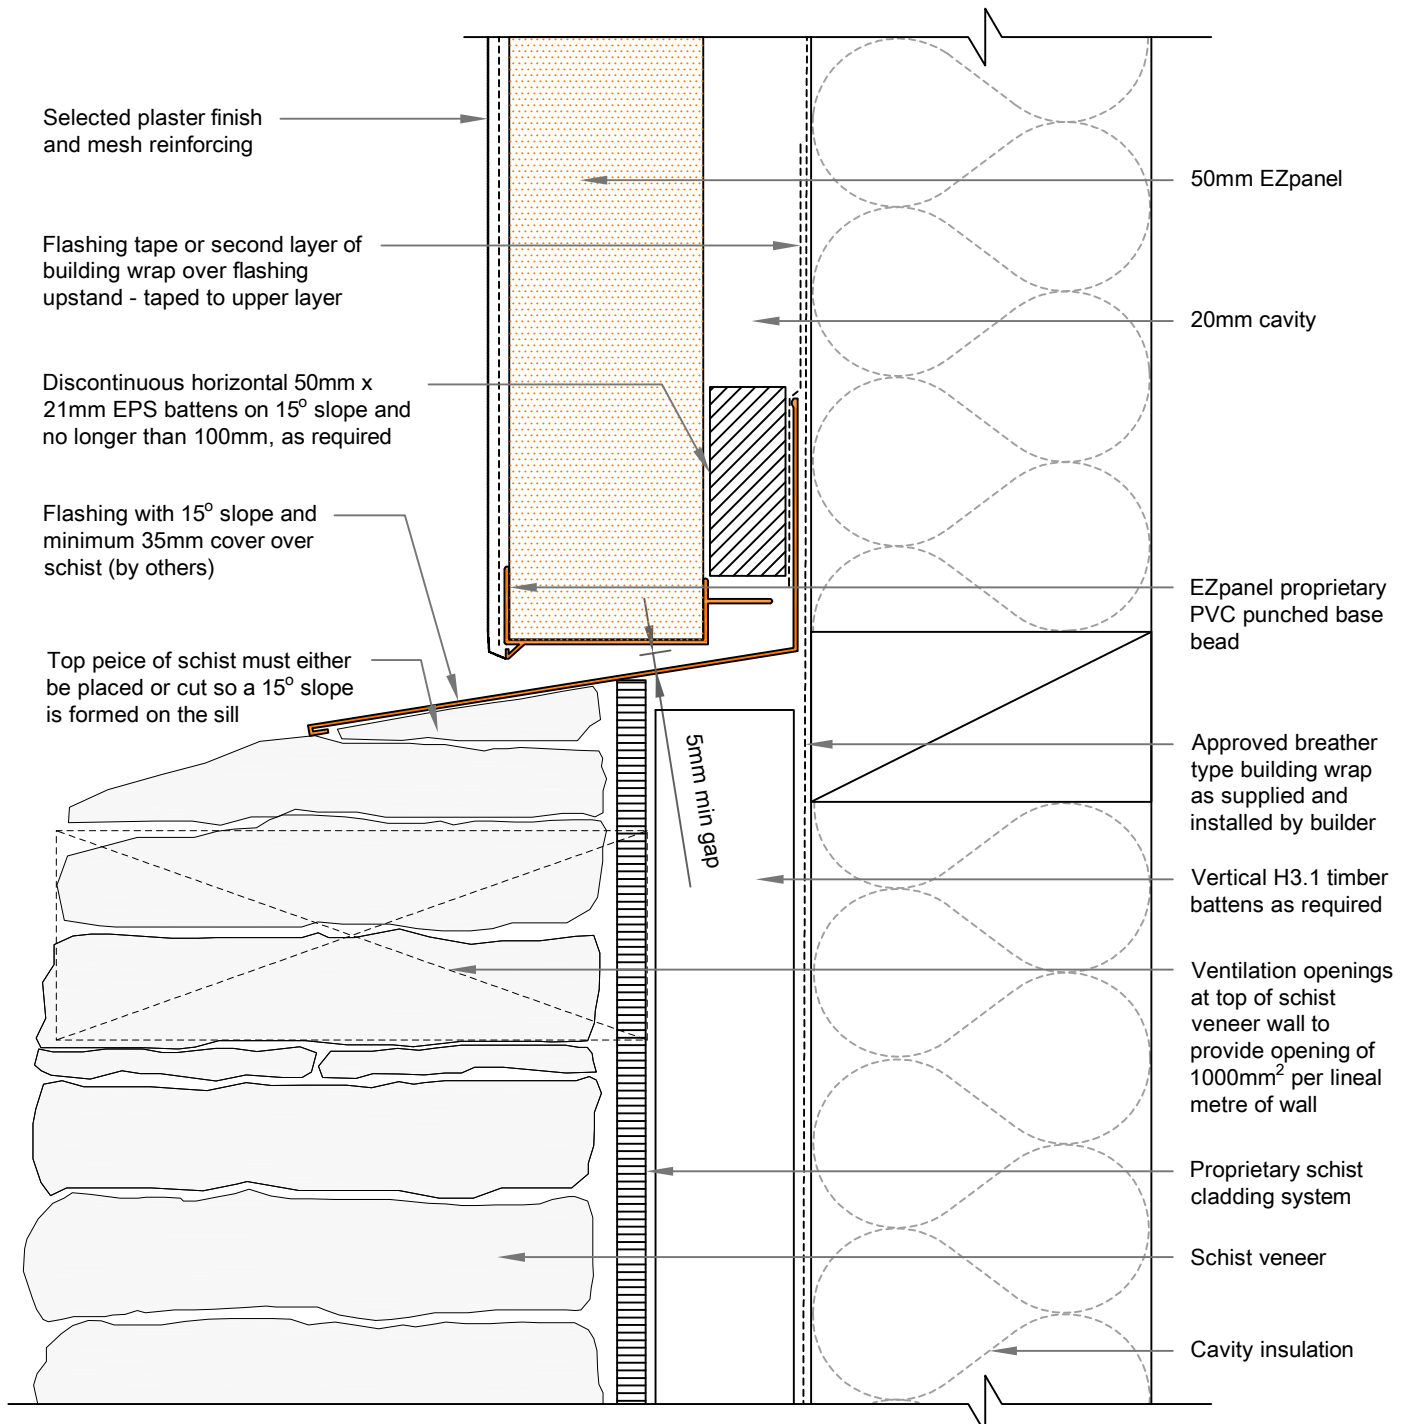 Selected plaster finish
and mesh reinforcing
Flashing tape or second layer of
building wrap over flashing
upstand - taped to upper layer
Discontinuous horizontal 50mm x
21mm EPS battens on 15° slope and
no longer than 100mm, as required
Flashing with 15° slope and
minimum 35mm cover over
schist (by others)
Top peice of schist must either
be placed or cut so a 15° slope
is formed on the sill
5mm min gap
50mm EZpanel
20mm cavity
EZpanel proprietary
PVC punched base
bead
Approved breather
type building wrap
as supplied and
installed by builder
Vertical H3.1 timber
battens as required
Ventilation openings
at top of schist
veneer wall to
provide opening of
1000mm² per lineal
metre of wall
Proprietary schist
cladding system
Schist veneer
Cavity insulation